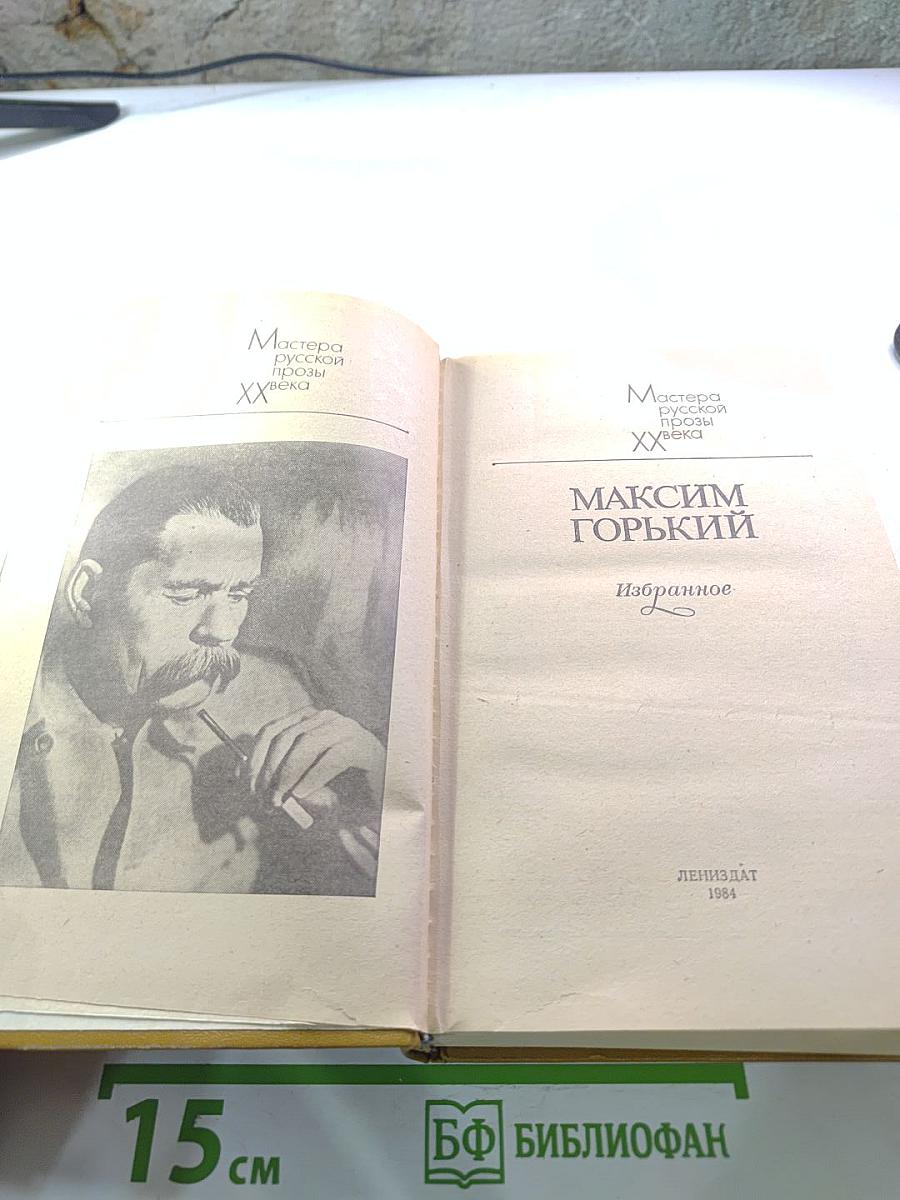 Мастера
русской
прозы
XX века
Мастера
русской
прозы
XX века
МАКСИМ
ГОРЬКИЙ
Избранное
ЛЕНИЗДАТ
1984
15 см
БФ БИБЛИОФАН